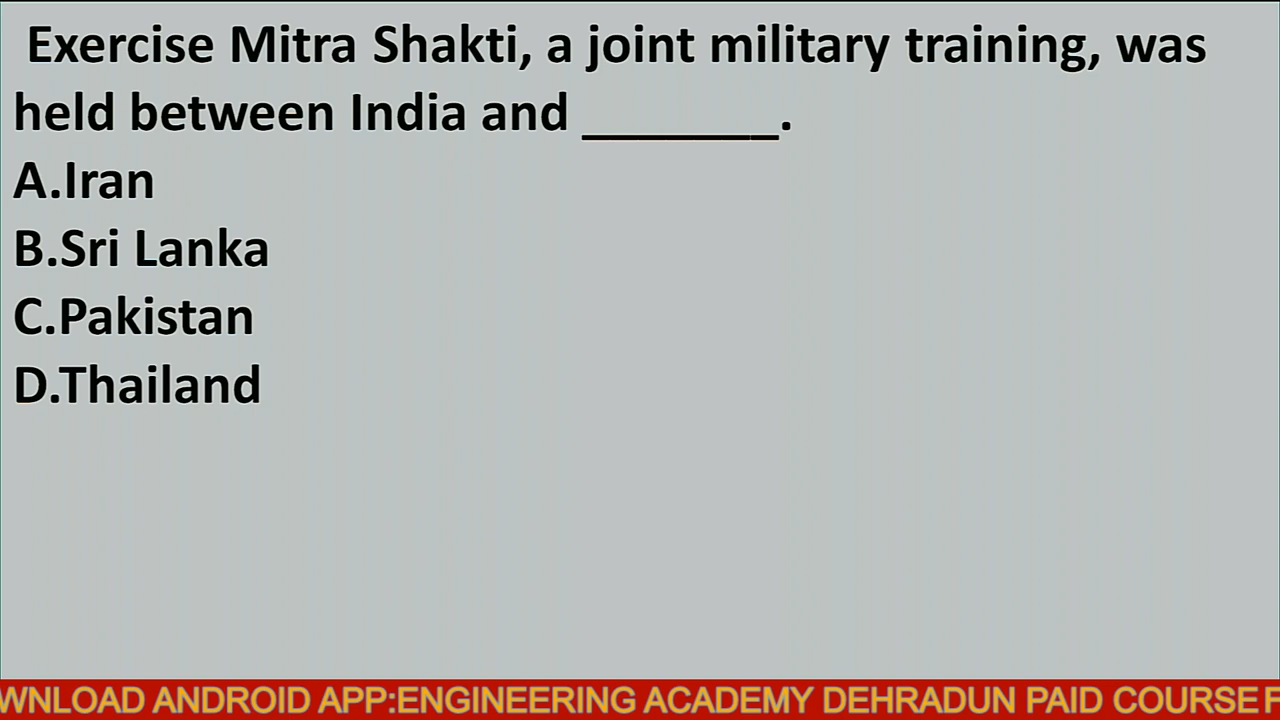 Exercise Mitra Shakti, a joint military training, was
held between India and _______.
A.Iran
B.Sri Lanka
C.Pakistan
D.Thailand
WNLOAD ANDROID APP:ENGINEERING ACADEMY DEHRADUN PAID COURSE F